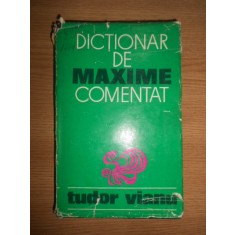 DICȚIONAR
DE
MAXIME
COMENTAT
tudor vianu